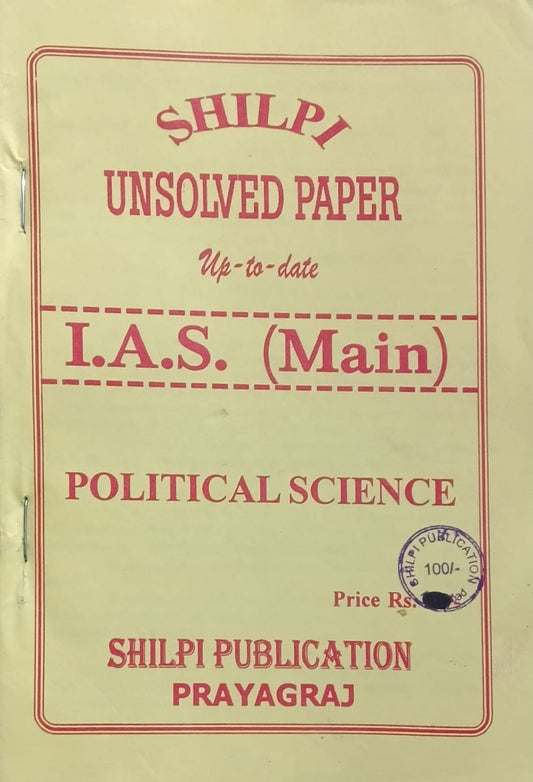 SHILPI
UNSOLVED PAPER
Up-to-date
I.A.S. (Main)
POLITICAL SCIENCE
SHILPI PUBLICATION
100/-
Price Rs.
SHILPI PUBLICATION
PRAYAGRAJ